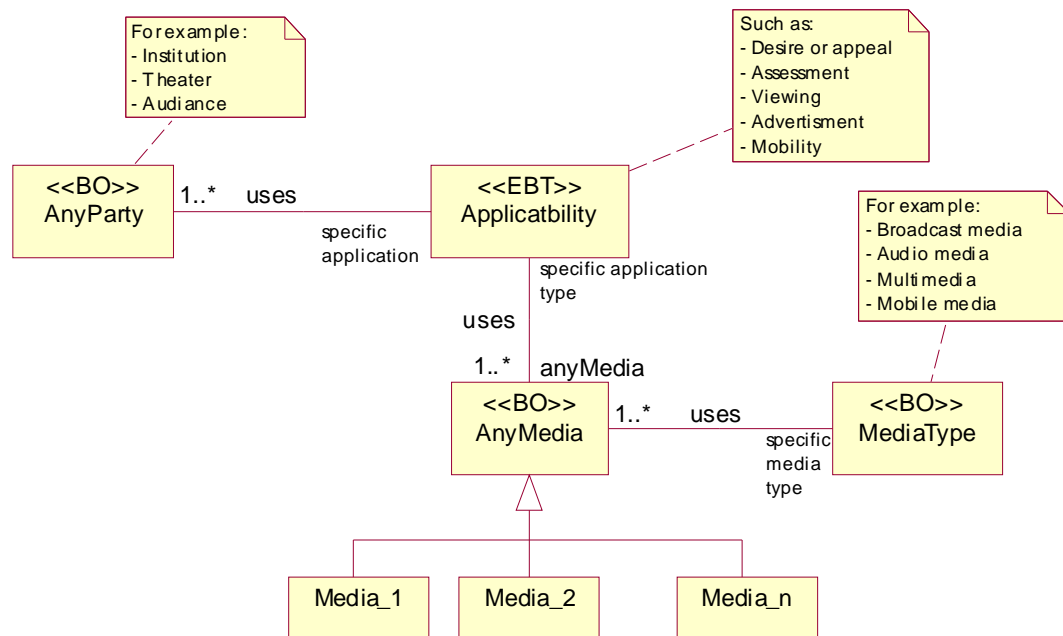 For example:
- Institution
- Theater
- Audiance
Such as:
- Desire or appeal
- Assessment
- Viewing
- Advertisment
- Mobility
<<BO>>
AnyParty
1..*
uses
specific
application
<<EBT>>
Applicatbility
For example:
- Broadcast media
- Audio media
- Multimedia
- Mobile media
specific application
type
uses
1..*
anyMedia
<<BO>>
AnyMedia
1..*
uses
specific
media
type
<<BO>>
MediaType
Media_1
Media_2
Media_n